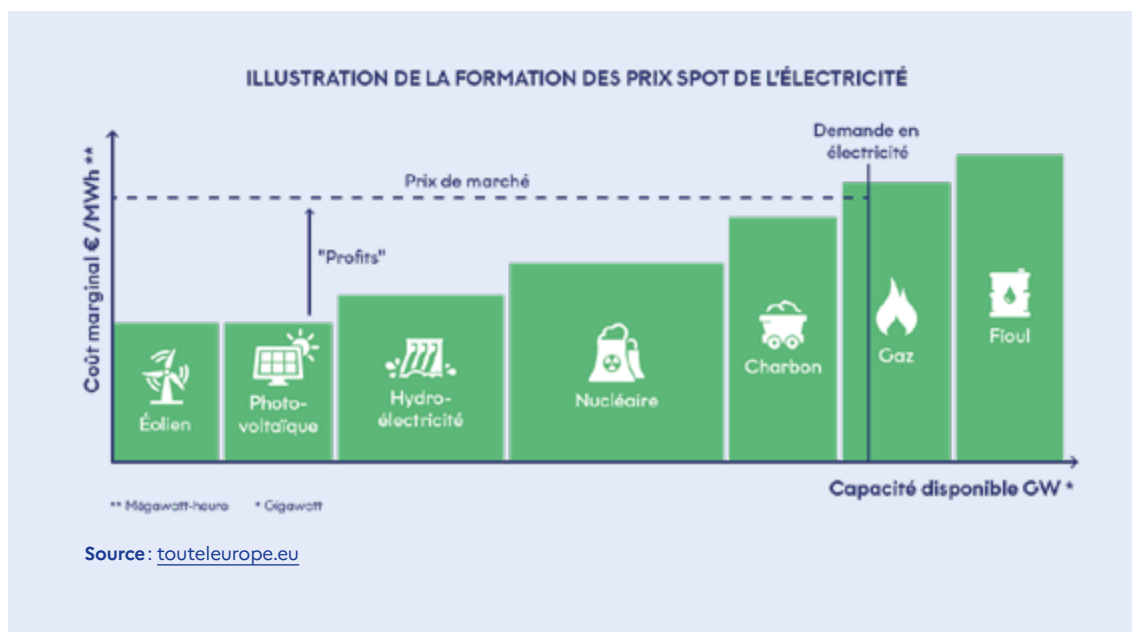 ILLUSTRATION DE LA FORMATION DES PRIX SPOT DE L'ÉLECTRICITÉ
Demande en
électricité
Prix de marché
Coût marginal € /MWh **
"Profits"
Éolien
Photo-
voltaïque
Hydro-
électricité
Nucléaire
Charbon
Gaz
Fioul
Capacité disponible GW *
** Mégawatt-heure * Gigawatt
Source : touteleurope.eu